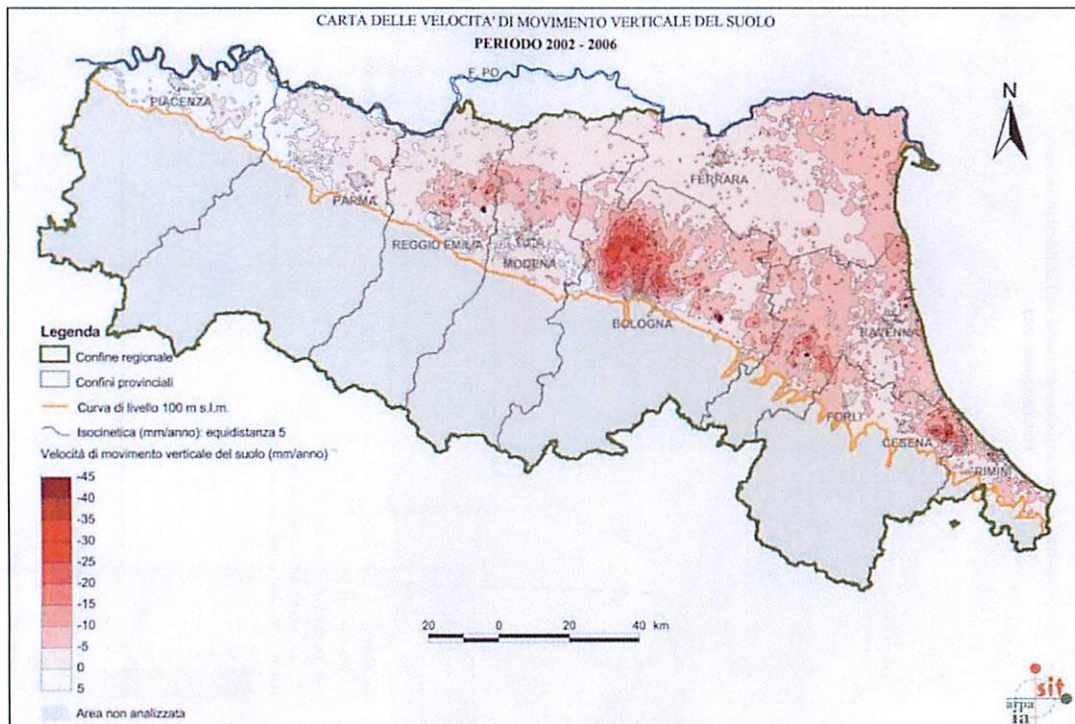 CARTA DELLE VELOCITA' DI MOVIMENTO VERTICALE DEL SUOLO
PERIODO 2002 - 2006
F. PO
N
PIACENZA
FERRARA
PARMA
REGGIO EMILIA
MODENA
BOLOGNA
RAVENNA
FORLI
CESENA
RIMINI
Legenda
Confine regionale
Confini provinciali
Curva di livello 100 m s.l.m.
Isocinetica (mm/anno): equidistanza 5
Velocità di movimento verticale del suolo (mm/anno)
-45
-40
-35
-30
-25
-20
-15
-10
-5
0
5
Area non analizzata
20 0 20 40 km
sit
arpa
ia